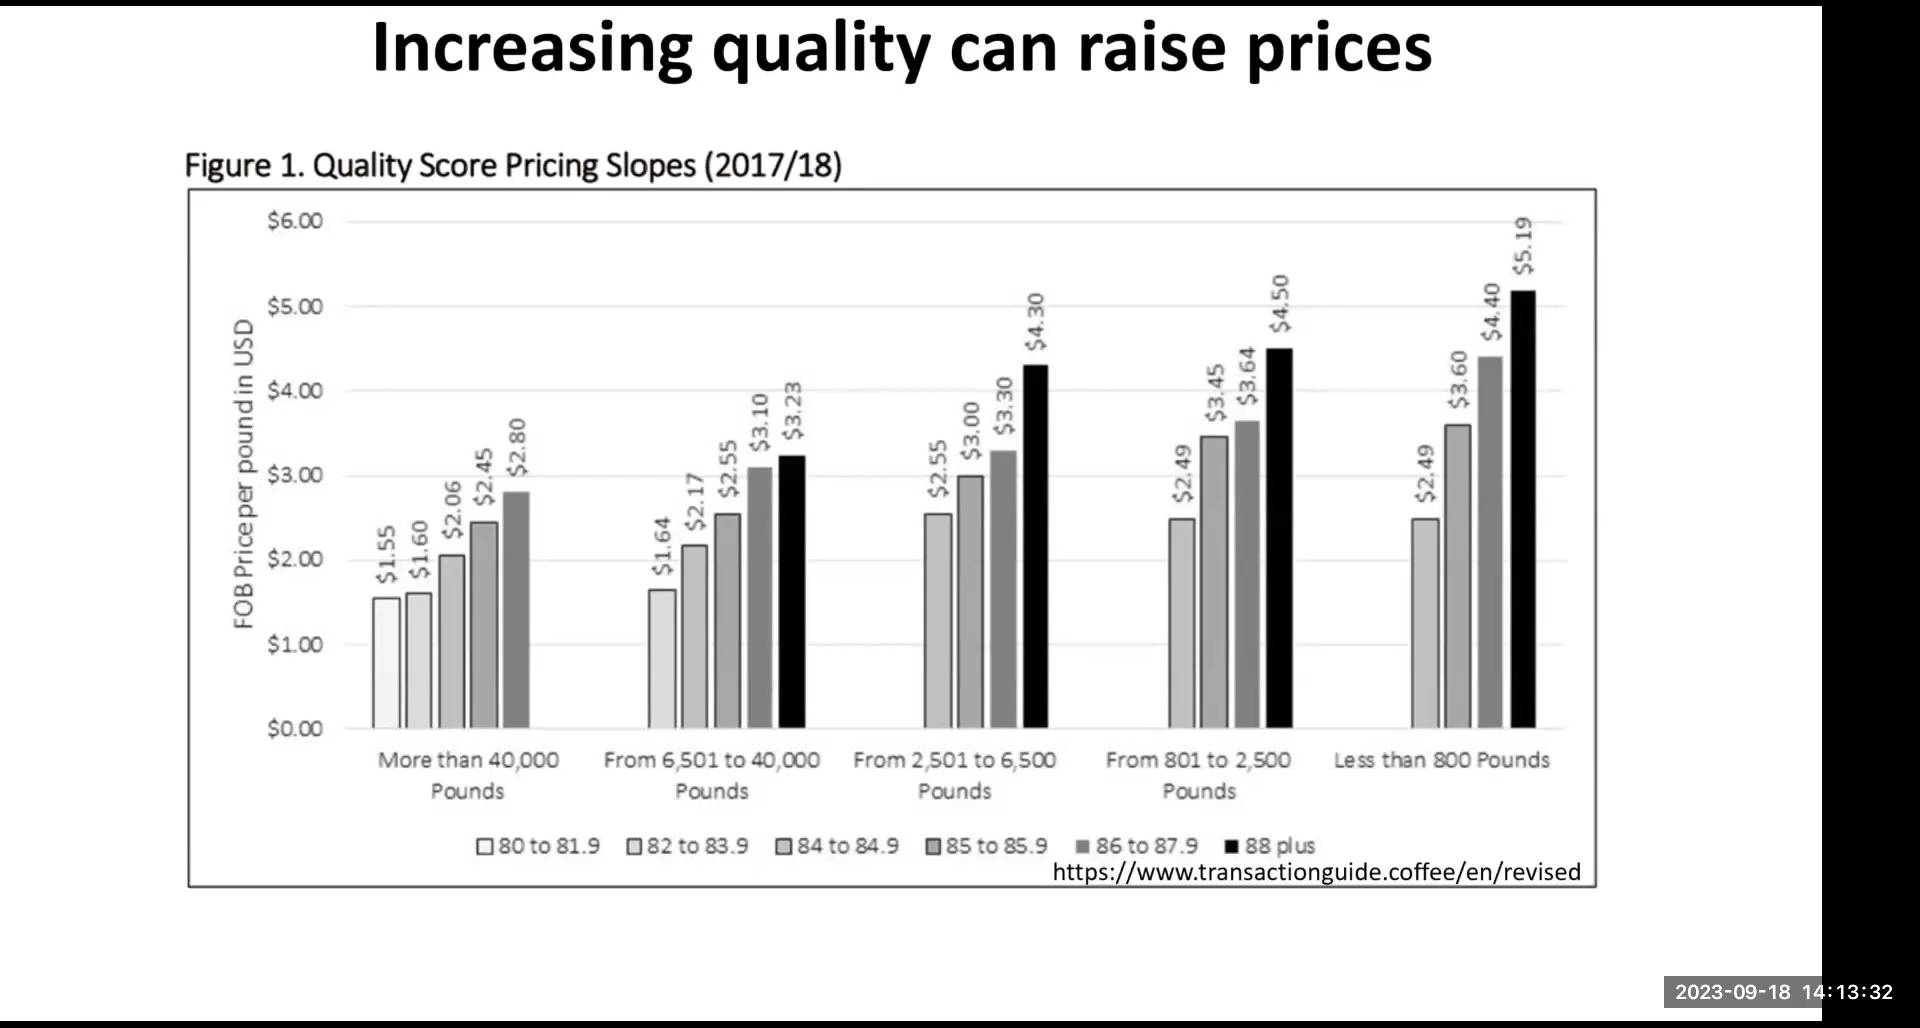 Increasing quality can raise prices
Figure 1. Quality Score Pricing Slopes (2017/18)
FOB Price per pound in USD
$6.00
$5.00
$4.00
$3.00
$2.00
$1.00
$0.00
$1.55
$1.60
$2.06
$2.45
$2.80
$1.64
$2.17
$2.55
$3.10
$3.23
$2.55
$3.00
$3.30
$4.30
$2.49
$3.45
$3.64
$4.50
$2.49
$3.60
$4.40
$5.19
More than 40,000
Pounds
From 6,501 to 40,000
Pounds
From 2,501 to 6,500
Pounds
From 801 to 2,500
Pounds
Less than 800 Pounds
80 to 81.9
82 to 83.9
84 to 84.9
85 to 85.9
86 to 87.9
88 plus
https://www.transactionguide.coffee/en/revised
2023-09-18 14:13:32